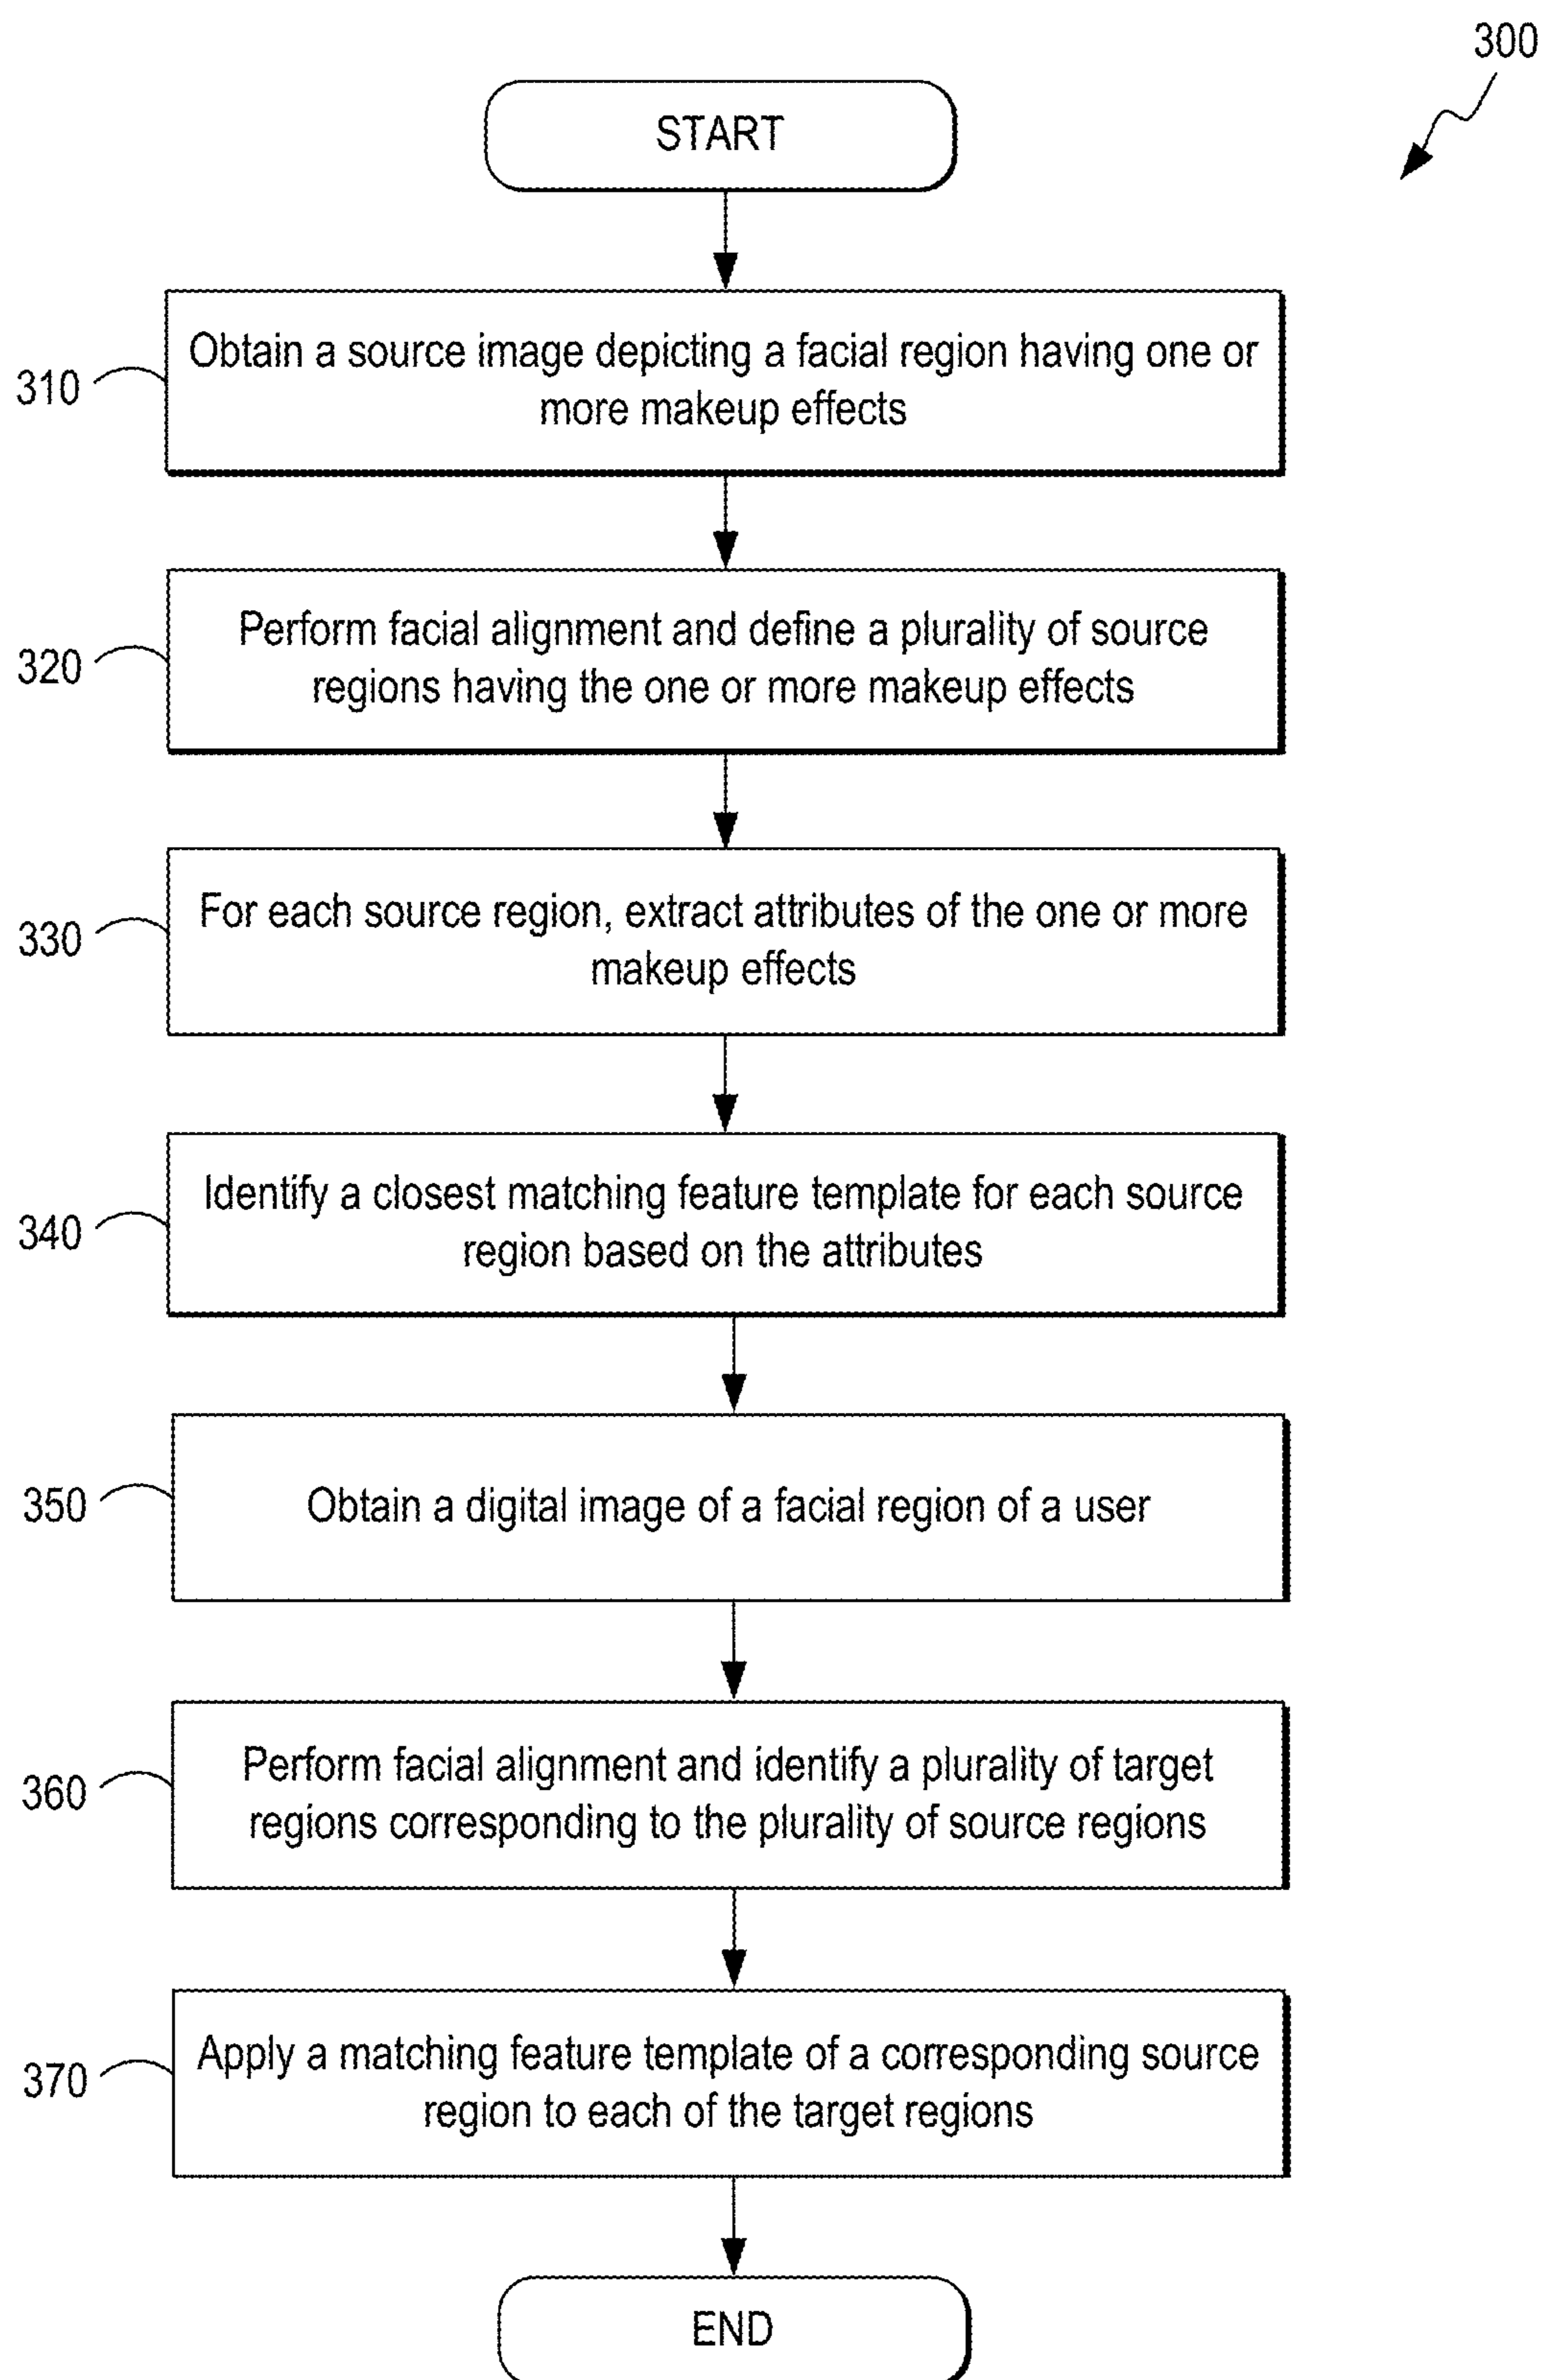 300
START
310
Obtain a source image depicting a facial region having one or
more makeup effects
320
Perform facial alignment and define a plurality of source
regions having the one or more makeup effects
330
For each source region, extract attributes of the one or more
makeup effects
340
Identify a closest matching feature template for each source
region based on the attributes
350
Obtain a digital image of a facial region of a user
360
Perform facial alignment and identify a plurality of target
regions corresponding to the plurality of source regions
370
Apply a matching feature template of a corresponding source
region to each of the target regions
END